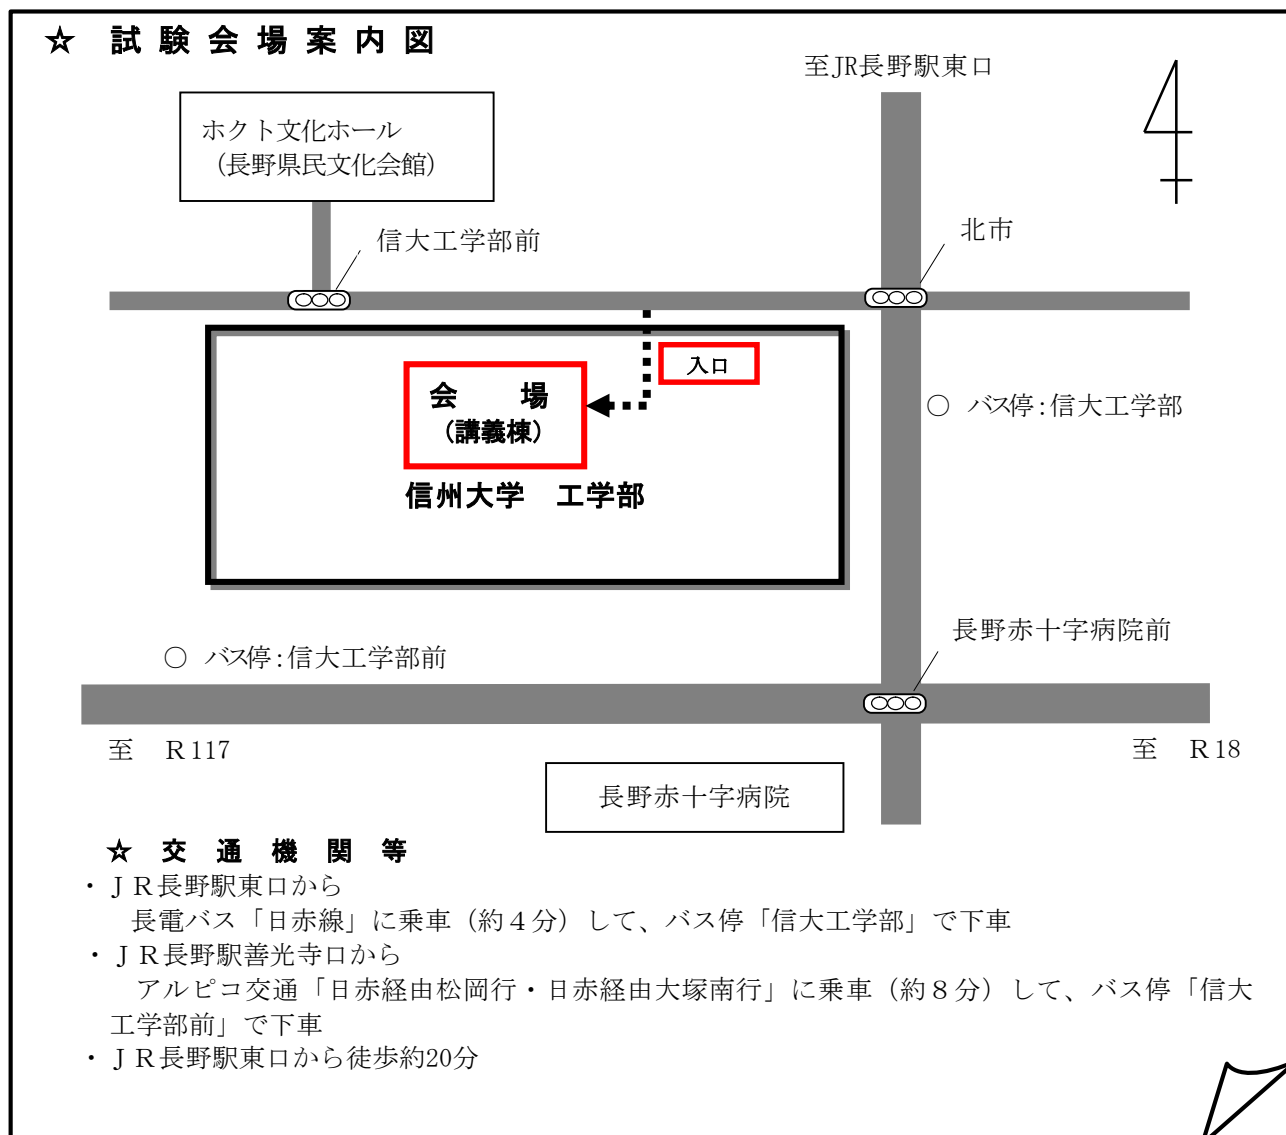 ☆ 試験会場案内図
至JR長野駅東口
ホクト文化ホール
（長野県民文化会館）
信大工学部前
北市
入口
会　場
（講義棟）
○ バス停：信大工学部
信州大学　工学部
長野赤十字病院前
○ バス停：信大工学部前
至　Ｒ117
至　Ｒ18
長野赤十字病院
☆ 交通機関等
・ＪＲ長野駅東口から
長電バス「日赤線」に乗車（約４分）して、バス停「信大工学部」で下車
・ＪＲ長野駅善光寺口から
アルピコ交通「日赤経由松岡行・日赤経由大塚南行」に乗車（約８分）して、バス停「信大
工学部前」で下車
・ＪＲ長野駅東口から徒歩約20分